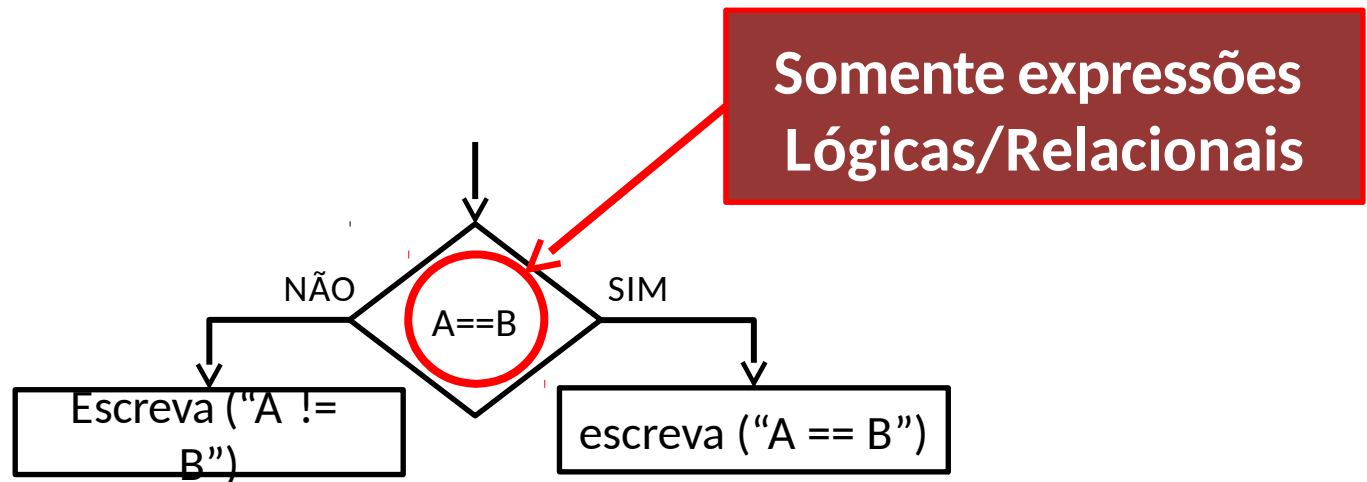 Somente expressões
Lógicas/Relacionais
NÃO
SIM
A==B
Escreva (“A !=
B”)
escreva (“A == B”)